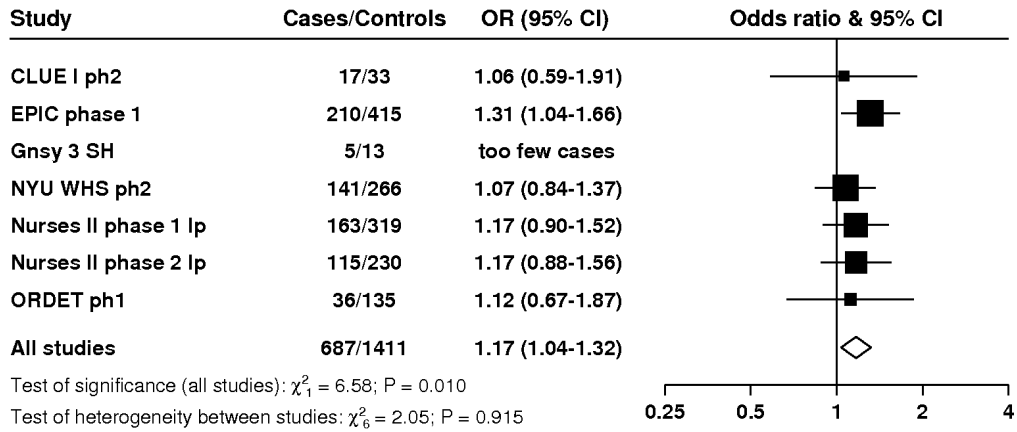 Study Cases/Controls OR (95% CI) Odds ratio & 95% CI
CLUE I ph2 17/33 1.06 (0.59-1.91)
EPIC phase 1 210/415 1.31 (1.04-1.66)
Gnsy 3 SH 5/13 too few cases
NYU WHS ph2 141/266 1.07 (0.84-1.37)
Nurses II phase 1 lp 163/319 1.17 (0.90-1.52)
Nurses II phase 2 lp 115/230 1.17 (0.88-1.56)
ORDET ph1 36/135 1.12 (0.67-1.87)
All studies 687/1411 1.17 (1.04-1.32)
Test of significance (all studies): χ²₁ = 6.58; P = 0.010
Test of heterogeneity between studies: χ²₆ = 2.05; P = 0.915
0.25 0.5 1 2 4